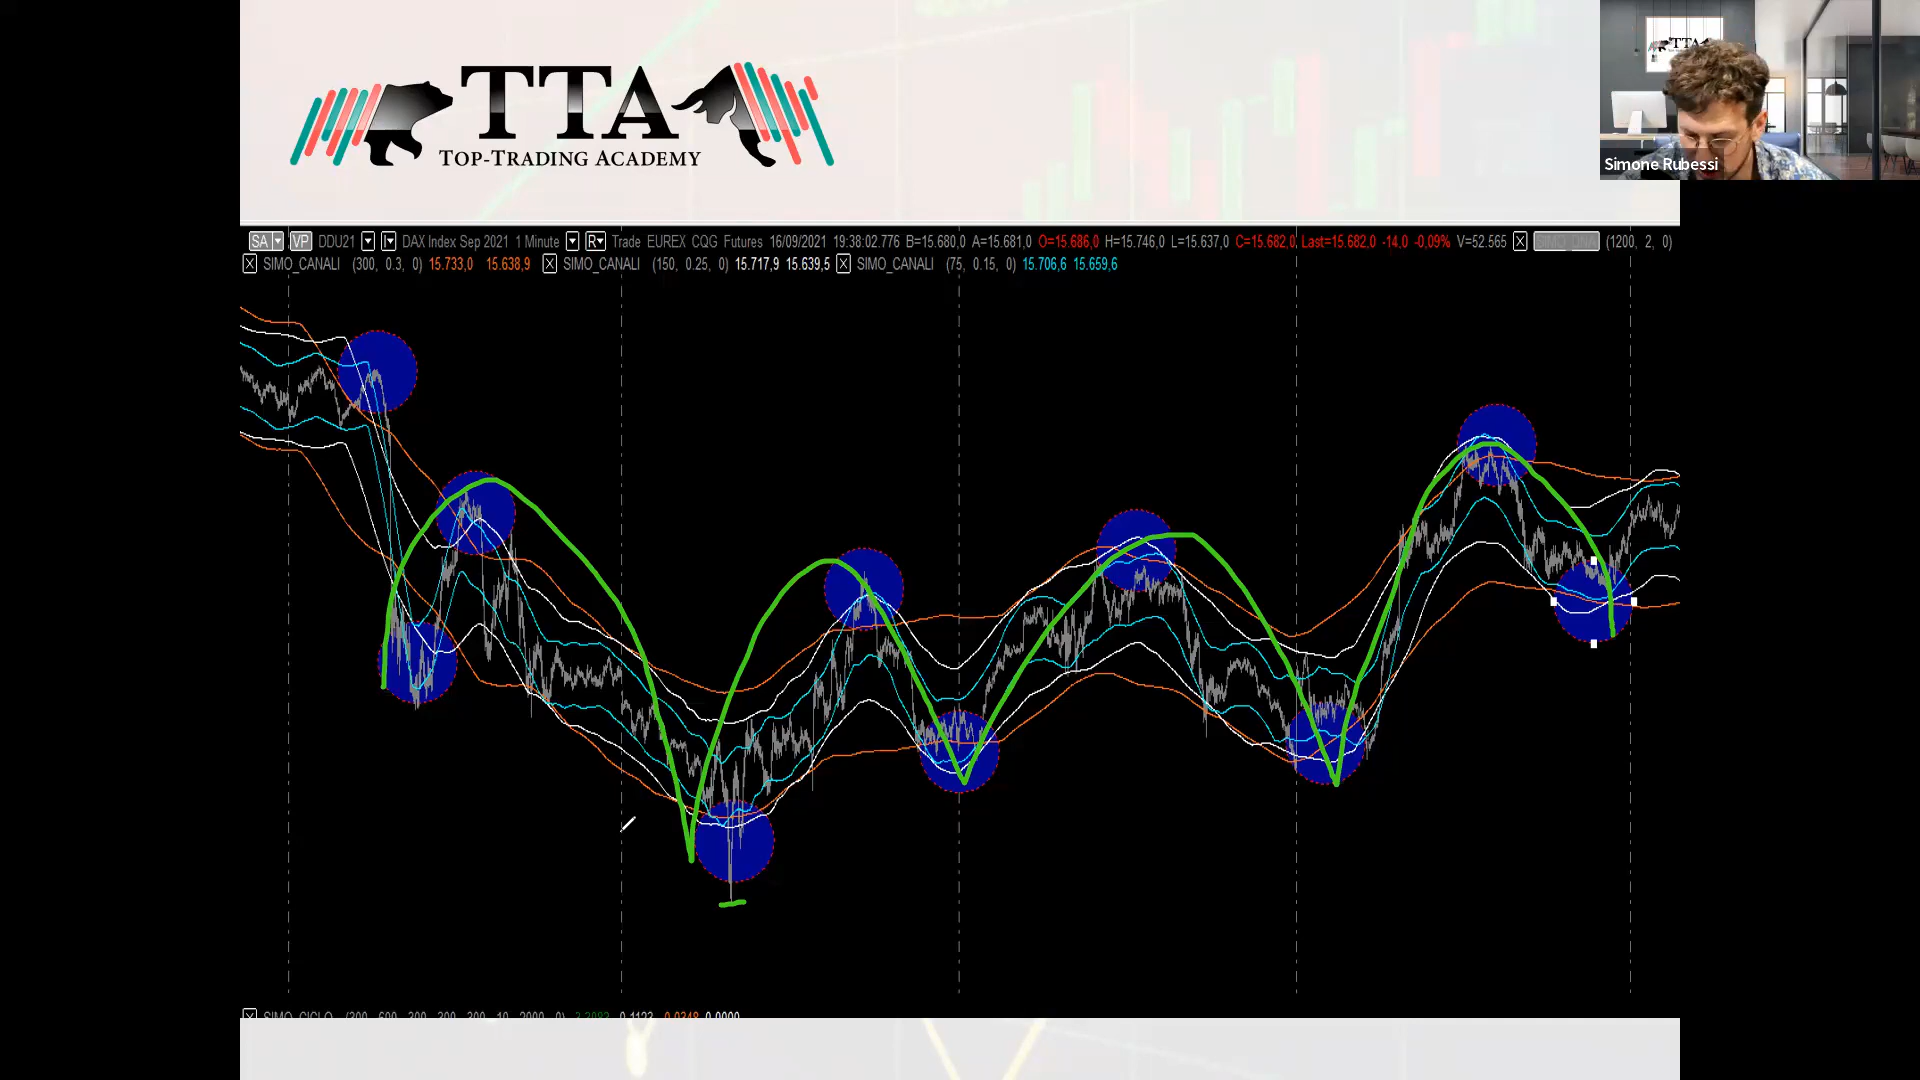 TTA
TOP-TRADING ACADEMY
TTA
Simone Rubessi
SA VP DDU21 DAX Index Sep 2021 1 Minute R Trade EUREX CQG Futures 16/09/2021 19:38:02.776 B=15.680,0 A=15.681,0 O=15.686,0 H=15.746,0 L=15.637,0 C=15.682,0 Last=15.682,0 -14,0 -0,09% V=52.565 X (1200, 2, 0)
X SIMO_CANALI (300, 0.3, 0) 15.733,0 15.638,9 X SIMO_CANALI (150, 0.25, 0) 15.717,9 15.639,5 X SIMO_CANALI (75, 0.15, 0) 15.706,6 15.659,6